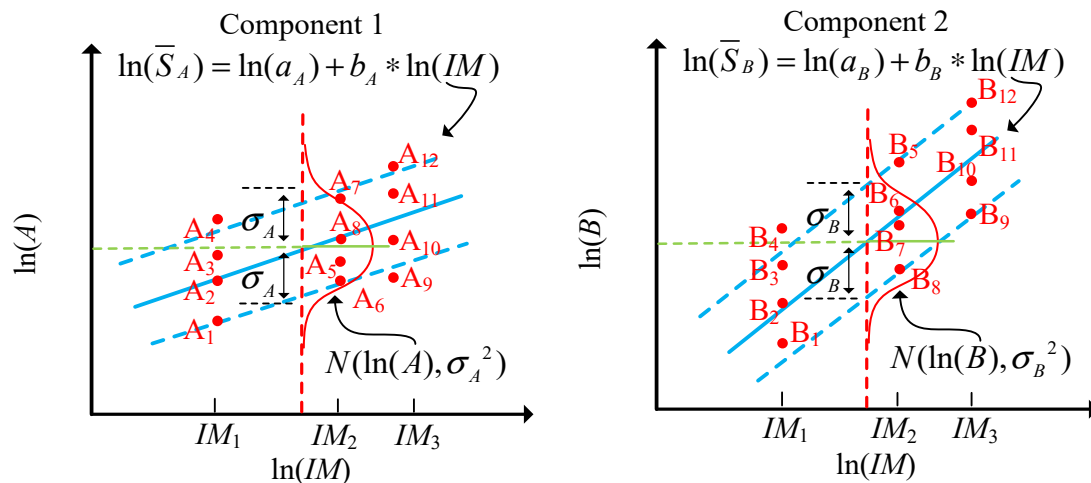 Component 1
ln(S̅_A) = ln(a_A) + b_A * ln(IM)
A₁₂
A₇
A₁₁
A₄
σ_A
A₈
A₁₀
A₃
A₅
A₂
σ_A
A₉
A₆
A₁
N(ln(A), σ_A²)
ln(A)
IM₁ IM₂ IM₃
ln(IM)
Component 2
ln(S̅_B) = ln(a_B) + b_B * ln(IM)
B₁₂
B₅
B₁₁
B₁₀
B₆
σ_B
B₄
B₉
B₇
B₃
σ_B
B₈
B₂
B₁
N(ln(B), σ_B²)
ln(B)
IM₁ IM₂ IM₃
ln(IM)